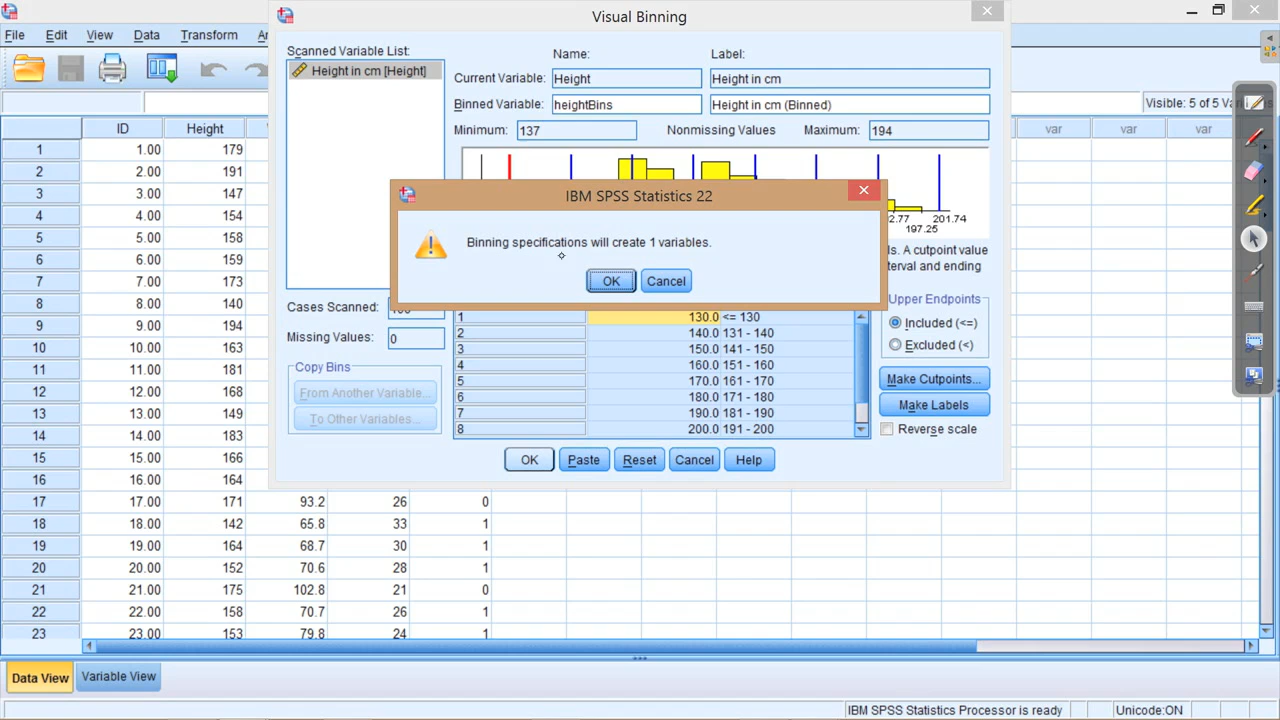 Visual Binning
File Edit View Data Transform
Scanned Variable List:
Height in cm [Height]
Name: Label:
Current Variable: Height Height in cm
Binned Variable: heightBins Height in cm (Binned)
Minimum: 137 Nonmissing Values Maximum: 194
201.74
197.25
IBM SPSS Statistics 22
Binning specifications will create 1 variables.
OK Cancel
Cases Scanned:
Missing Values: 0
Copy Bins
From Another Variable...
To Other Variables...
1 130.0 <= 130
2 140.0 131 - 140
3 150.0 141 - 150
4 160.0 151 - 160
5 170.0 161 - 170
6 180.0 171 - 180
7 190.0 181 - 190
8 200.0 191 - 200
ls. A cutpoint value
terval and ending
Upper Endpoints
Included (<=)
Excluded (<)
Make Cutpoints...
Make Labels
Reverse scale
OK Paste Reset Cancel Help
Visible: 5 of 5
ID Height var var var
1 1.00 179
2 2.00 191
3 3.00 147
4 4.00 154
5 5.00 158
6 6.00 159
7 7.00 173
8 8.00 140
9 9.00 194
10 10.00 163
11 11.00 181
12 12.00 168
13 13.00 149
14 14.00 183
15 15.00 166
16 16.00 164
17 17.00 171 93.2 26 0
18 18.00 142 65.8 33 1
19 19.00 164 68.7 30 1
20 20.00 152 70.6 28 1
21 21.00 175 102.8 21 0
22 22.00 158 70.7 26 1
23 23.00 153 79.8 24 1
Data View Variable View
IBM SPSS Statistics Processor is ready Unicode:ON